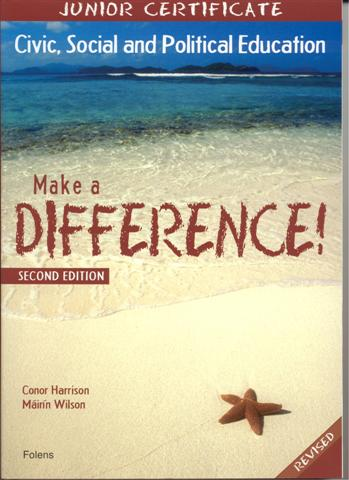 JUNIOR CERTIFICATE
Civic, Social and Political Education
Make a
DIFFERENCE!
SECOND EDITION
Conor Harrison
Máirín Wilson
Folens
REVISED